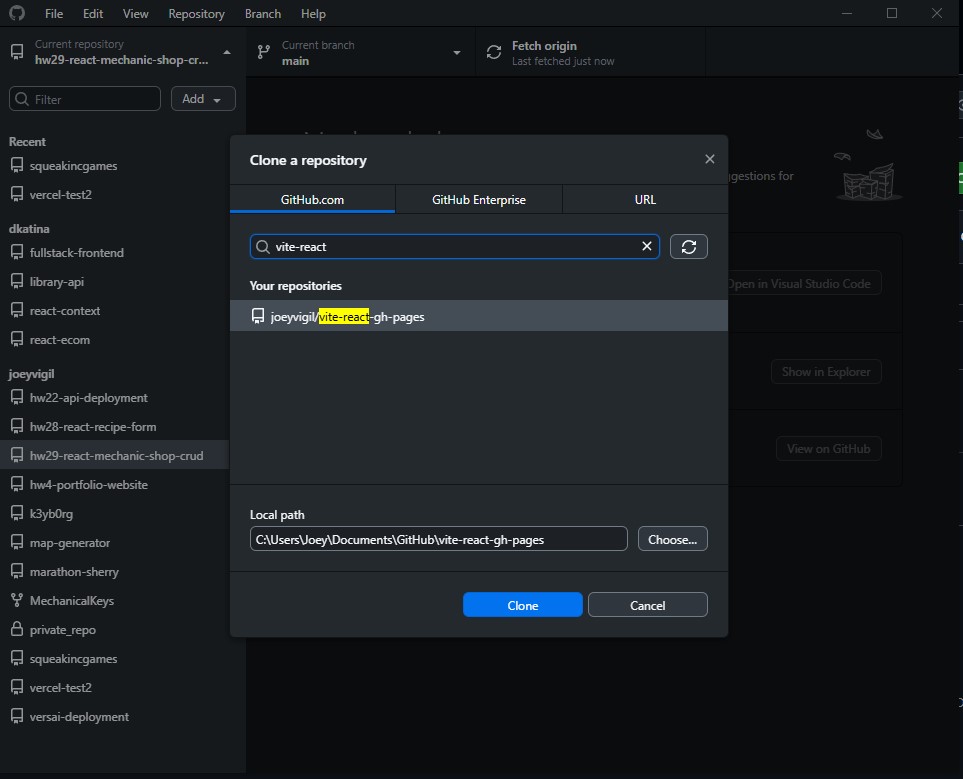 File Edit View Repository Branch Help
Current repository
hw29-react-mechanic-shop-cr...
Current branch
main
Fetch origin
Last fetched just now
Filter
Add
Recent
squeakingames
vercel-test2
dkatina
fullstack-frontend
library-api
react-context
react-ecom
joeyvigil
hw22-api-deployment
hw28-react-recipe-form
hw29-react-mechanic-shop-crud
hw4-portfolio-website
k3yb0rg
map-generator
marathon-sherry
MechanicalKeys
private_repo
squeakincgames
vercel-test2
versai-deployment
Clone a repository
GitHub.com
GitHub Enterprise
URL
vite-react
Your repositories
joeyvigil/vite-react-gh-pages
Local path
C:\Users\Joey\Documents\GitHub\vite-react-gh-pages
Choose...
Clone
Cancel
ggestions for
Open in Visual Studio Code
Show in Explorer
View on GitHub